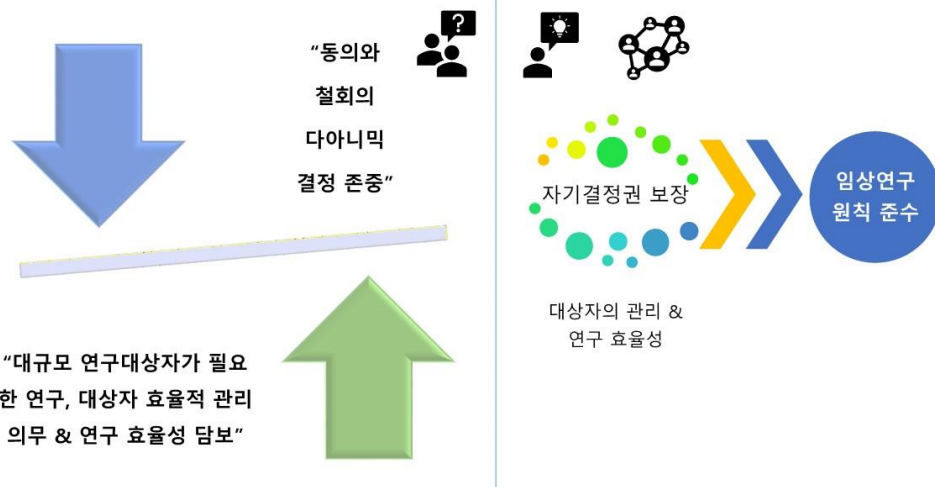 “동의와
철회의
다아니믹
결정 존중”
“대규모 연구대상자가 필요
한 연구, 대상자 효율적 관리
의무 & 연구 효율성 담보”
?
자기결정권 보장
대상자의 관리 &
연구 효율성
임상연구
원칙 준수